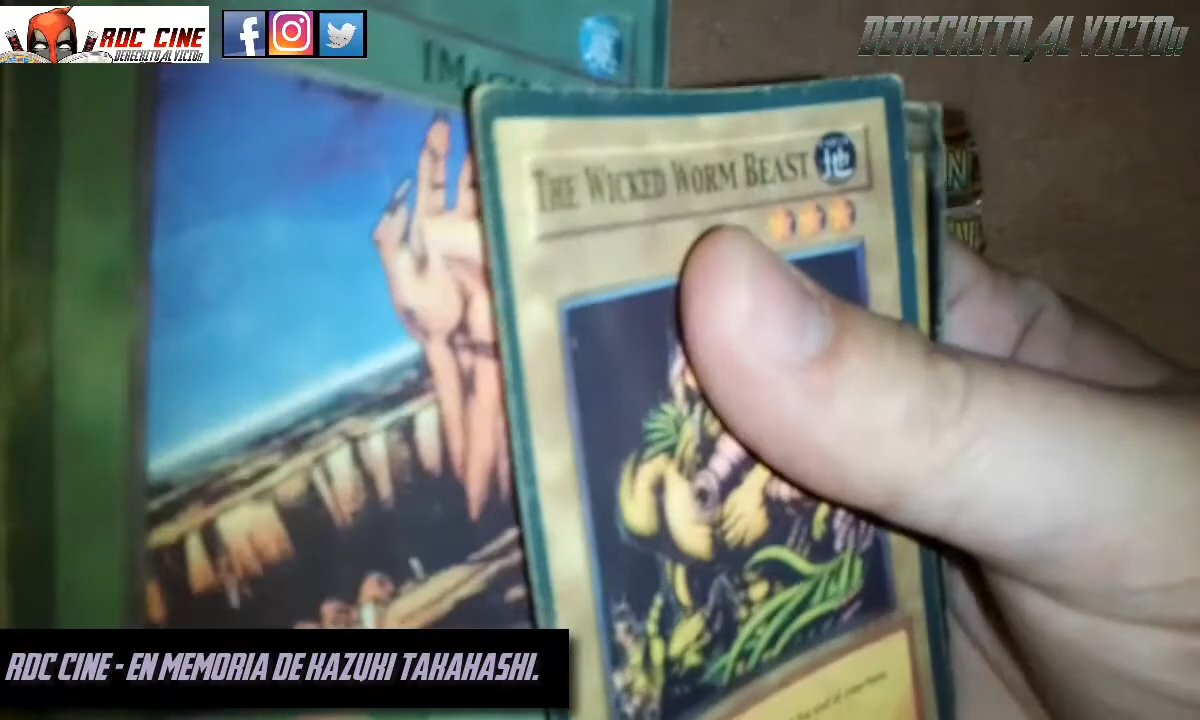 RDC CINE
DERECHITO AL VICIO!!
DERECHITO AL VICIO!!
THE WICKED WORM BEAST 地
RDC CINE - EN MEMORIA DE KAZUKI TAKAHASHI.